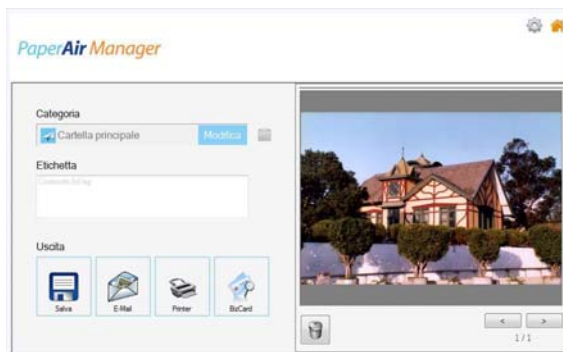 PaperAir Manager
Categoria
Cartella principale Modifica
Etichetta
Uscita
Salva E-Mail Printer BizCard
< >
1 / 1